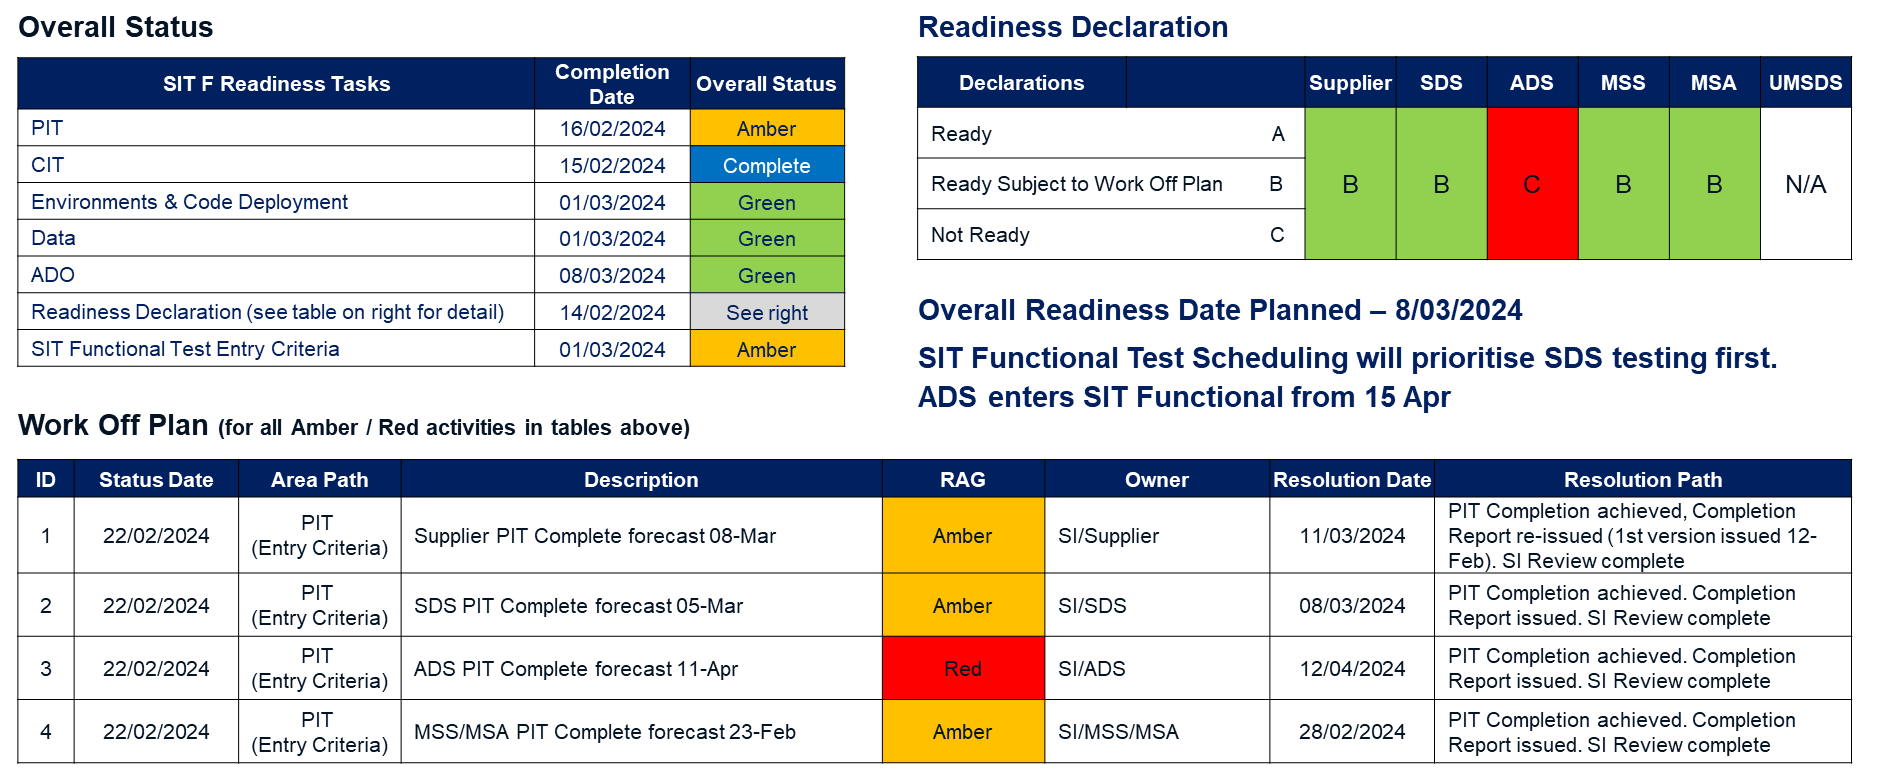 Overall Status
SIT F Readiness Tasks
Completion
Date
Overall Status
PIT
16/02/2024
Amber
CIT
15/02/2024
Complete
Environments & Code Deployment
01/03/2024
Green
Data
01/03/2024
Green
ADO
08/03/2024
Green
Readiness Declaration (see table on right for detail)
14/02/2024
See right
SIT Functional Test Entry Criteria
01/03/2024
Amber
Readiness Declaration
Declarations
Supplier
SDS
ADS
MSS
MSA
UMSDS
Ready
A
Ready Subject to Work Off Plan
B
Not Ready
C
B
B
C
B
B
N/A
Overall Readiness Date Planned – 8/03/2024
SIT Functional Test Scheduling will prioritise SDS testing first.
ADS enters SIT Functional from 15 Apr
Work Off Plan (for all Amber / Red activities in tables above)
ID
Status Date
Area Path
Description
RAG
Owner
Resolution Date
Resolution Path
1
22/02/2024
PIT
(Entry Criteria)
Supplier PIT Complete forecast 08-Mar
Amber
SI/Supplier
11/03/2024
PIT Completion achieved, Completion
Report re-issued (1st version issued 12-
Feb). SI Review complete
2
22/02/2024
PIT
(Entry Criteria)
SDS PIT Complete forecast 05-Mar
Amber
SI/SDS
08/03/2024
PIT Completion achieved. Completion
Report issued. SI Review complete
3
22/02/2024
PIT
(Entry Criteria)
ADS PIT Complete forecast 11-Apr
Red
SI/ADS
12/04/2024
PIT Completion achieved. Completion
Report issued. SI Review complete
4
22/02/2024
PIT
(Entry Criteria)
MSS/MSA PIT Complete forecast 23-Feb
Amber
SI/MSS/MSA
28/02/2024
PIT Completion achieved. Completion
Report issued. SI Review complete